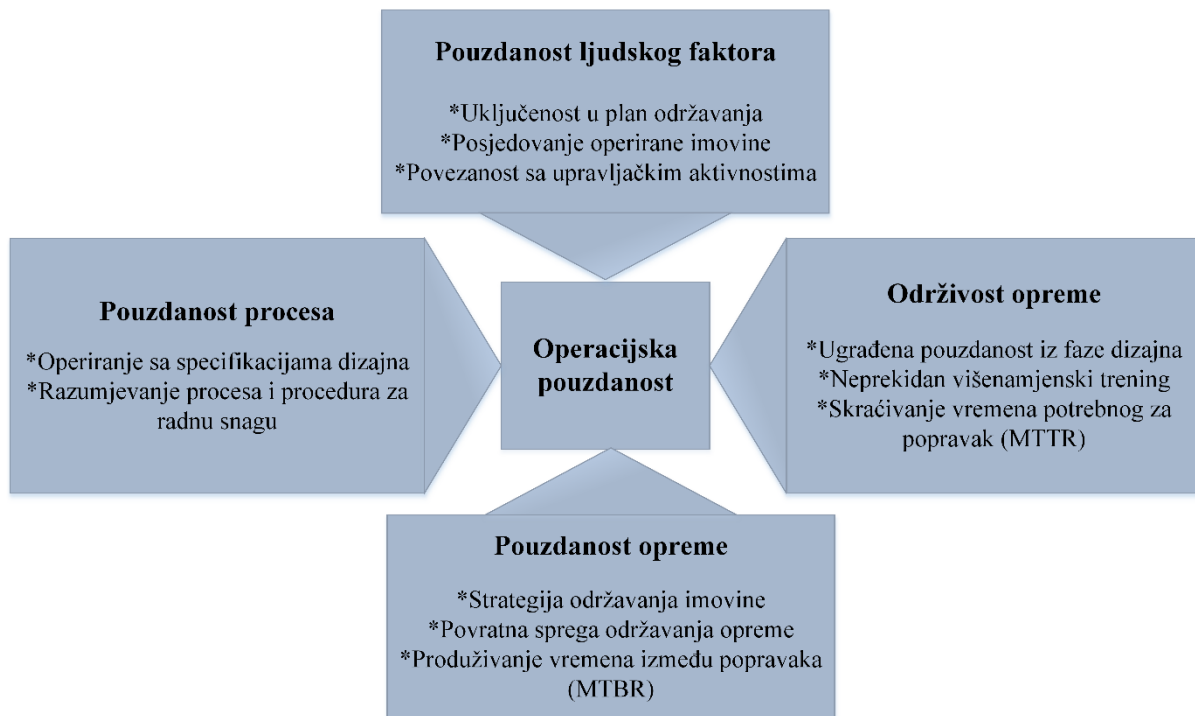 Pouzdanost ljudskog faktora
*Uključenost u plan održavanja
*Posjedovanje operirane imovine
*Povezanost sa upravljačkim aktivnostima
Pouzdanost procesa
*Operiranje sa specifikacijama dizajna
*Razumjevanje procesa i procedura za
radnu snagu
Operacijska
pouzdanost
Održivost opreme
*Ugrađena pouzdanost iz faze dizajna
*Neprekidan višenamjenski trening
*Skraćivanje vremena potrebnog za
popravak (MTTR)
Pouzdanost opreme
*Strategija održavanja imovine
*Povratna sprega održavanja opreme
*Produživanje vremena između popravaka
(MTBR)